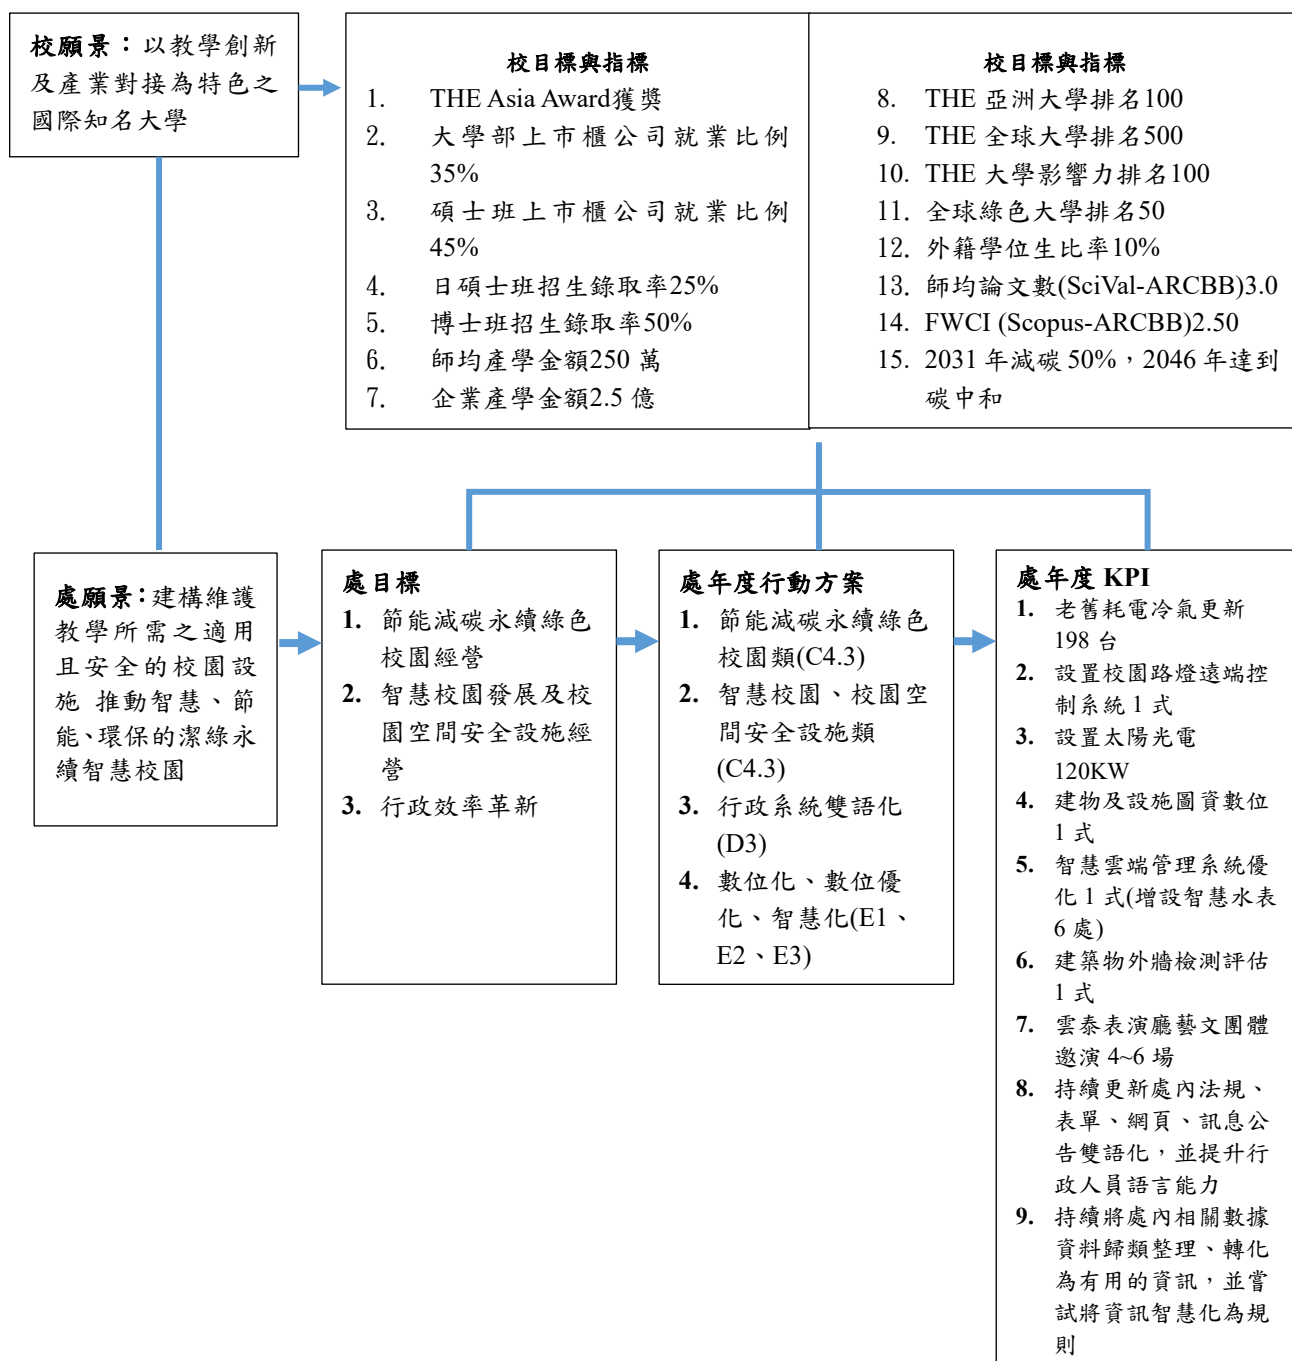 校願景：以教學創新
及產業對接為特色之
國際知名大學
校目標與指標
1. THE Asia Award獲獎
2. 大學部上市櫃公司就業比例
35%
3. 碩士班上市櫃公司就業比例
45%
4. 日碩士班招生錄取率25%
5. 博士班招生錄取率50%
6. 師均產學金額250 萬
7. 企業產學金額2.5 億
校目標與指標
8. THE 亞洲大學排名100
9. THE 全球大學排名500
10. THE 大學影響力排名100
11. 全球綠色大學排名50
12. 外籍學位生比率10%
13. 師均論文數(SciVal-ARCBB)3.0
14. FWCI (Scopus-ARCBB)2.50
15. 2031 年減碳 50%，2046 年達到
碳中和
處願景：建構維護
教學所需之適用
且安全的校園設
施 推動智慧、節
能、環保的潔綠永
續智慧校園
處目標
1. 節能減碳永續綠色
校園經營
2. 智慧校園發展及校
園空間安全設施經
營
3. 行政效率革新
處年度行動方案
1. 節能減碳永續綠色
校園類(C4.3)
2. 智慧校園、校園空
間安全設施類
(C4.3)
3. 行政系統雙語化
(D3)
4. 數位化、數位優
化、智慧化(E1、
E2、E3)
處年度 KPI
1. 老舊耗電冷氣更新
198 台
2. 設置校園路燈遠端控
制系統 1 式
3. 設置太陽光電
120KW
4. 建物及設施圖資數位
1 式
5. 智慧雲端管理系統優
化 1 式(增設智慧水表
6 處)
6. 建築物外牆檢測評估
1 式
7. 雲泰表演廳藝文團體
邀演 4~6 場
8. 持續更新處內法規、
表單、網頁、訊息公
告雙語化，並提升行
政人員語言能力
9. 持續將處內相關數據
資料歸類整理、轉化
為有用的資訊，並嘗
試將資訊智慧化為規
則